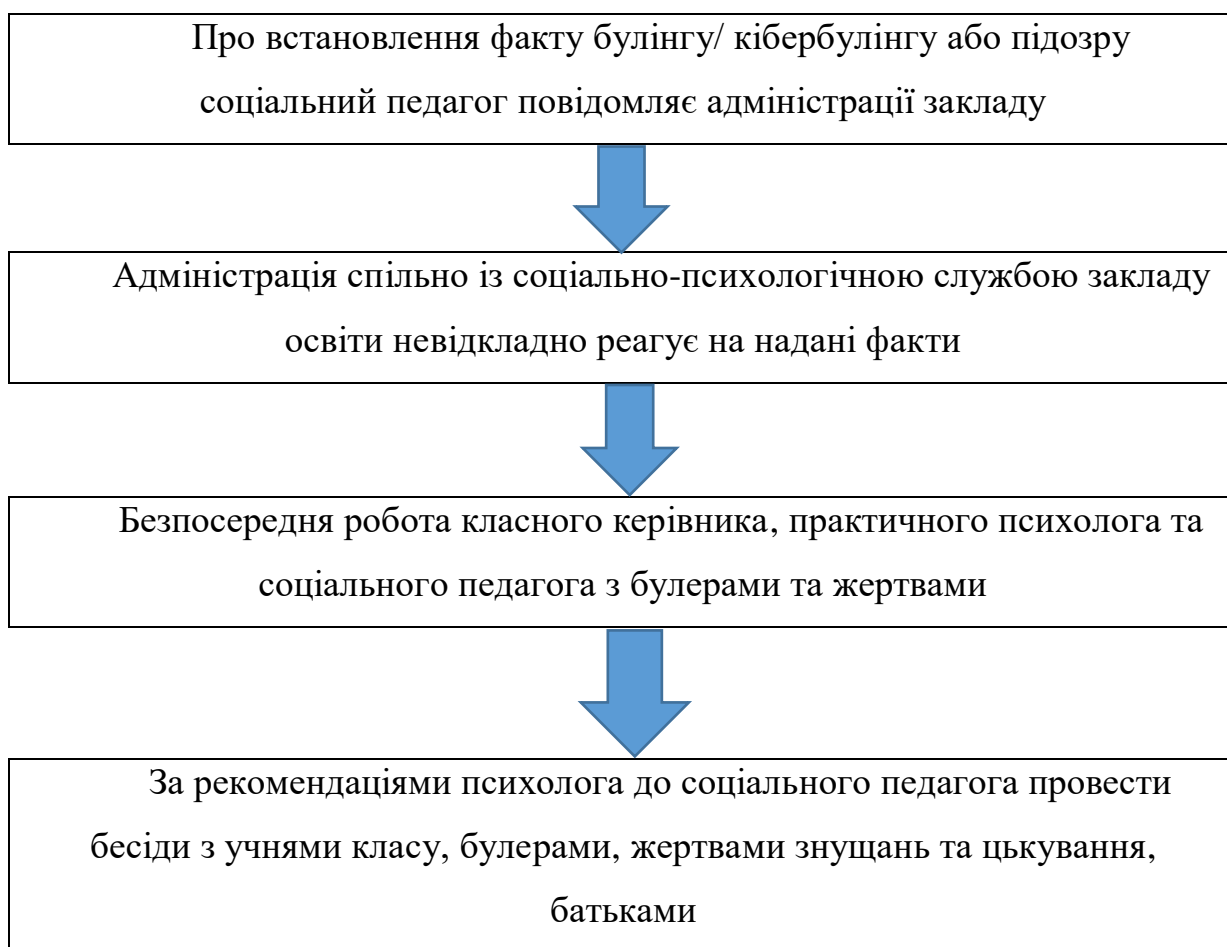 Про встановлення факту булінгу/ кібербулінгу або підозру
соціальний педагог повідомляє адміністрації закладу
Адміністрація спільно із соціально-психологічною службою закладу
освіти невідкладно реагує на надані факти
Безпосередня робота класного керівника, практичного психолога та
соціального педагога з булерами та жертвами
За рекомендаціями психолога до соціального педагога провести
бесіди з учнями класу, булерами, жертвами знущань та цькування,
батьками